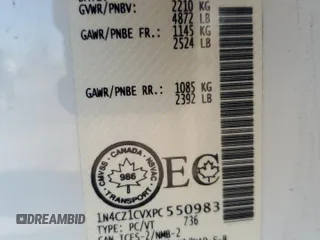 GVWR/PNBV: 2210 KG
4872 LB
GAWR/PNBE FR.: 1145 KG
2524 LB
GAWR/PNBE RR.: 1085 KG
2392 LB
CMVSS - CANADA - NSVAC
986
TRANSPORT
EC
1N4CZ1CVXPC550983
TYPE: PC/VT 736
CAN ICES-2/NMB-2
DREAMBID